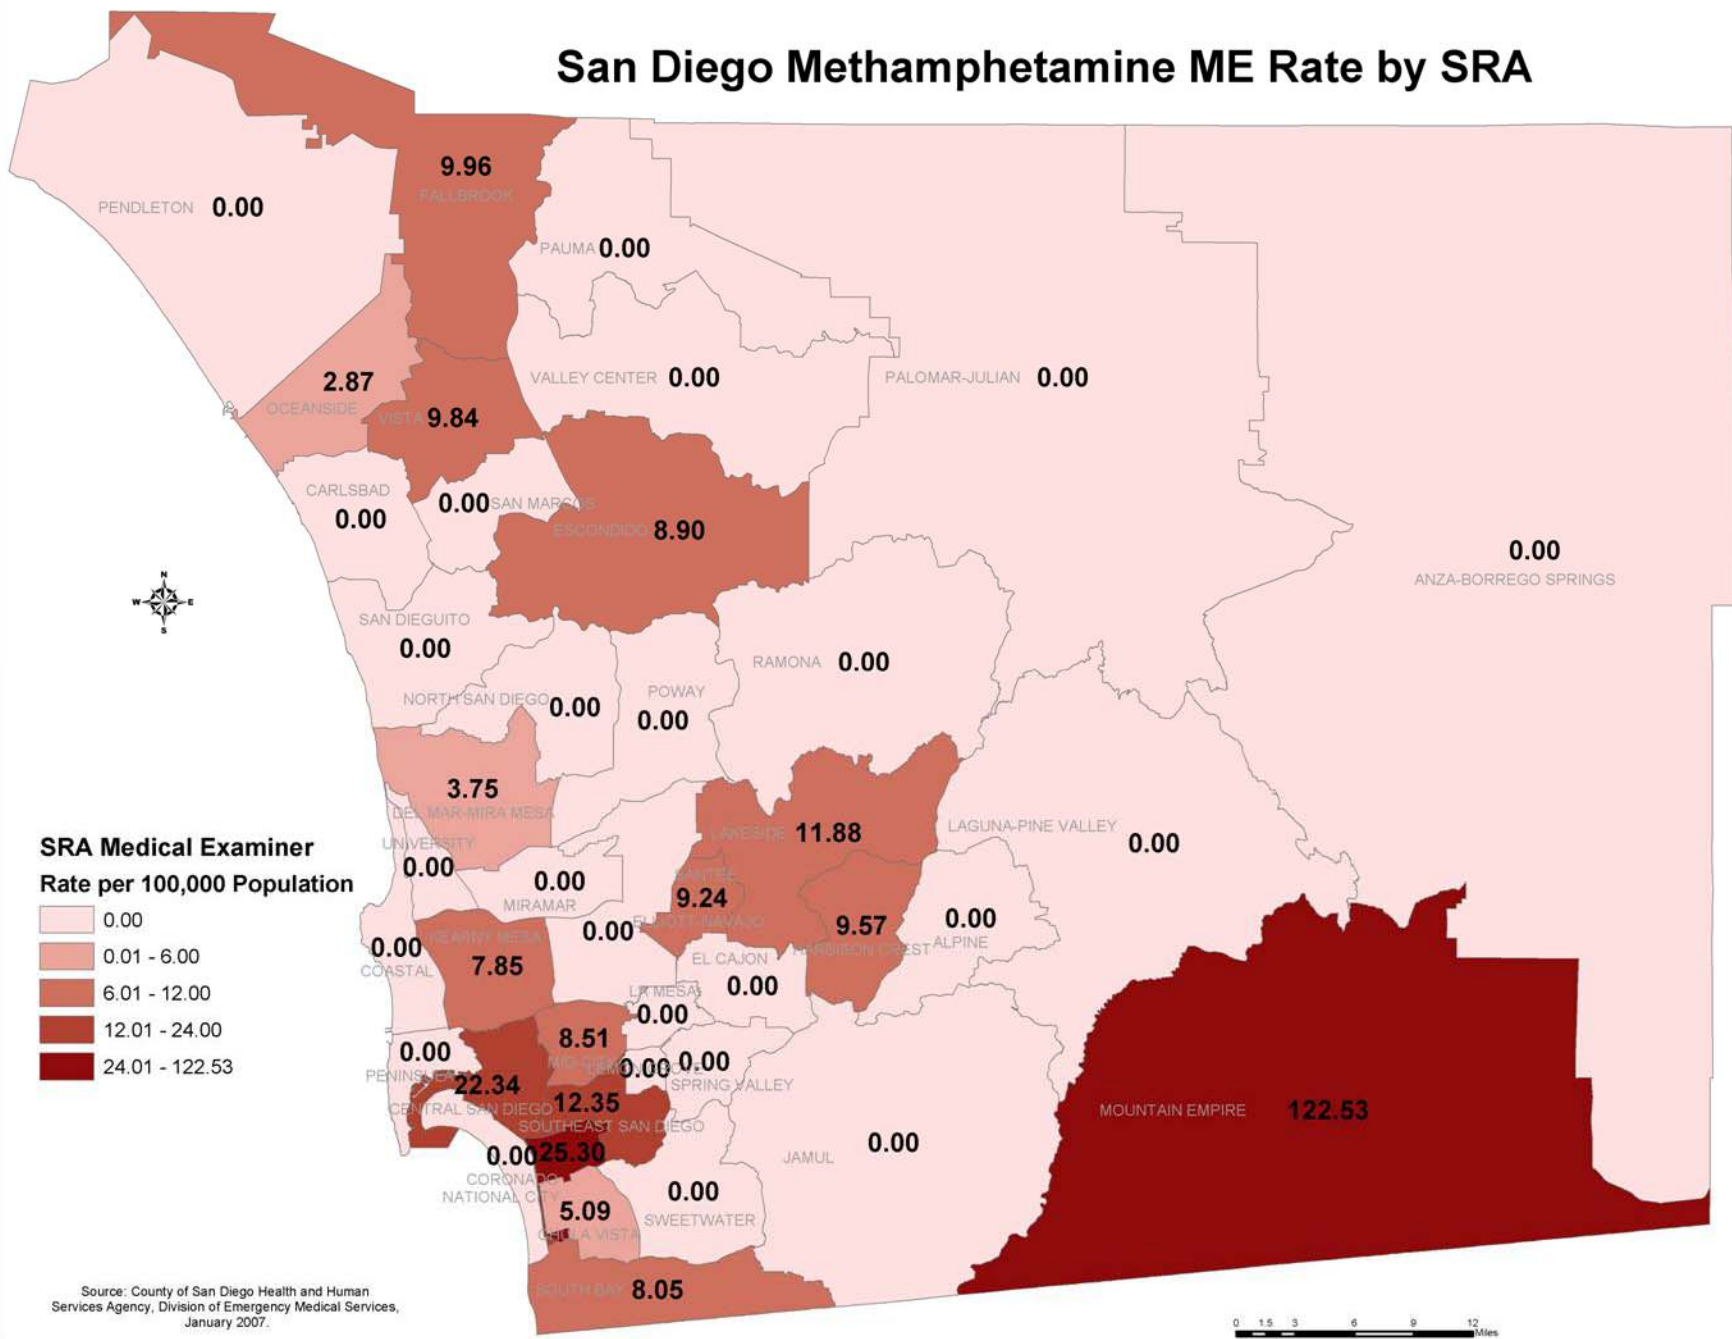 San Diego Methamphetamine ME Rate by SRA
9.96
FALLBROOK
PENDLETON 0.00
PAUMA 0.00
2.87
OCEANSIDE
VISTA 9.84
VALLEY CENTER 0.00
PALOMAR-JULIAN 0.00
CARLSBAD
0.00
0.00 SAN MARCOS
ESCONDIDO 8.90
0.00
ANZA-BORREGO SPRINGS
N
W E
S
SAN DIEGUITO
0.00
RAMONA 0.00
NORTH SAN DIEGO 0.00
POWAY
0.00
3.75
DEL MAR-MIRA MESA
UNIVERSITY
0.00
LAKESIDE 11.88
LAGUNA-PINE VALLEY 0.00
0.00
MIRAMAR
SANTEE
9.24
ELLIOTT-NAVAJO
0.00
9.57
HARBISON CREST
0.00
ALPINE
0.00
COASTAL
KEARNY MESA
7.85
EL CAJON
0.00
LA MESA
0.00
8.51
MID-CITY
LEMON GROVE
0.00
0.00
SPRING VALLEY
0.00
PENINSULA
22.34
CENTRAL SAN DIEGO
12.35
SOUTHEAST SAN DIEGO
MOUNTAIN EMPIRE 122.53
0.00 25.30
CORONADO
NATIONAL CITY
JAMUL 0.00
0.00
SWEETWATER
5.09
CHULA VISTA
SOUTH BAY 8.05
SRA Medical Examiner
Rate per 100,000 Population
0.00
0.01 - 6.00
6.01 - 12.00
12.01 - 24.00
24.01 - 122.53
Source: County of San Diego Health and Human
Services Agency, Division of Emergency Medical Services,
January 2007.
0 1.5 3 6 9 12
Miles